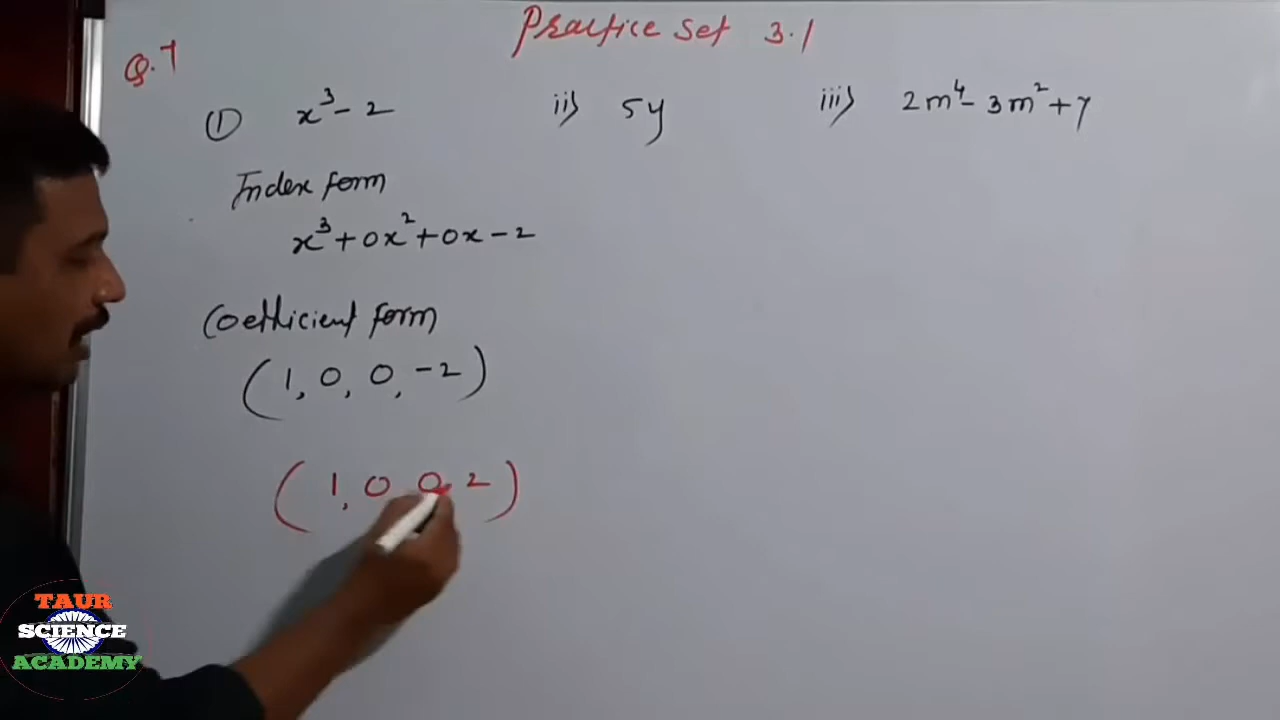 Practice Set 3.1
Q.7
① x³ - 2 ii) 5y iii) 2m⁴ - 3m² + 7
Index form
x³ + 0x² + 0x - 2
Coefficient form
(1, 0, 0, -2)
(1, 0 0 2)
TAUR
SCIENCE
ACADEMY